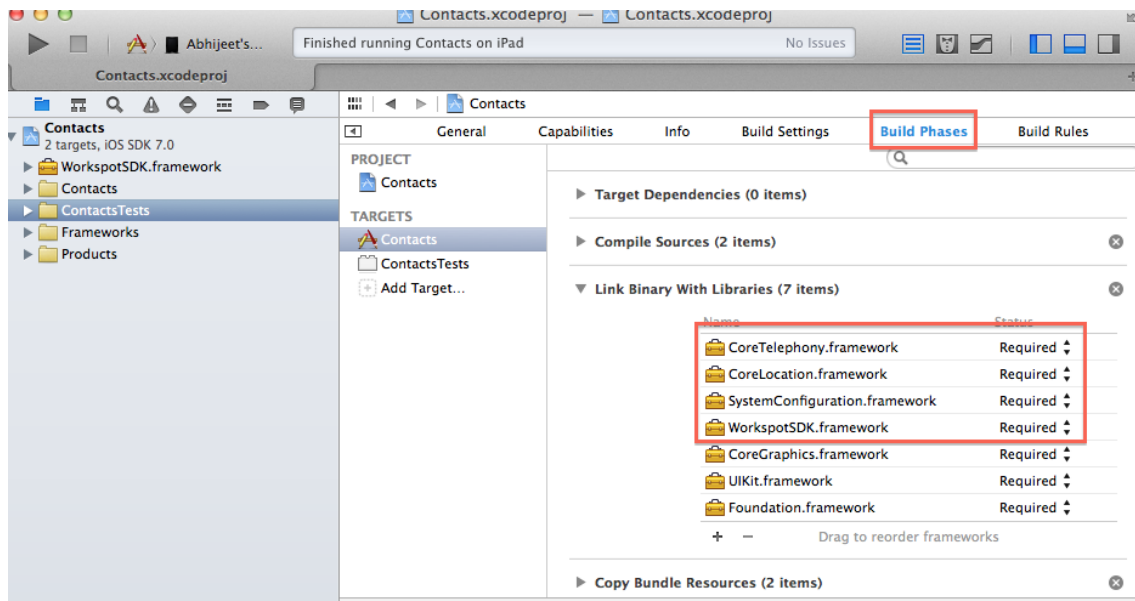 Contacts.xcodeproj — Contacts.xcodeproj
Abhijeet's...
Finished running Contacts on iPad
No Issues
Contacts.xcodeproj
Contacts
2 targets, iOS SDK 7.0
WorkspotSDK.framework
Contacts
ContactsTests
Frameworks
Products
Contacts
General Capabilities Info Build Settings Build Phases Build Rules
PROJECT
Contacts
TARGETS
Contacts
ContactsTests
Add Target...
Target Dependencies (0 items)
Compile Sources (2 items)
Link Binary With Libraries (7 items)
Name Status
CoreTelephony.framework Required
CoreLocation.framework Required
SystemConfiguration.framework Required
WorkspotSDK.framework Required
CoreGraphics.framework Required
UIKit.framework Required
Foundation.framework Required
+ − Drag to reorder frameworks
Copy Bundle Resources (2 items)